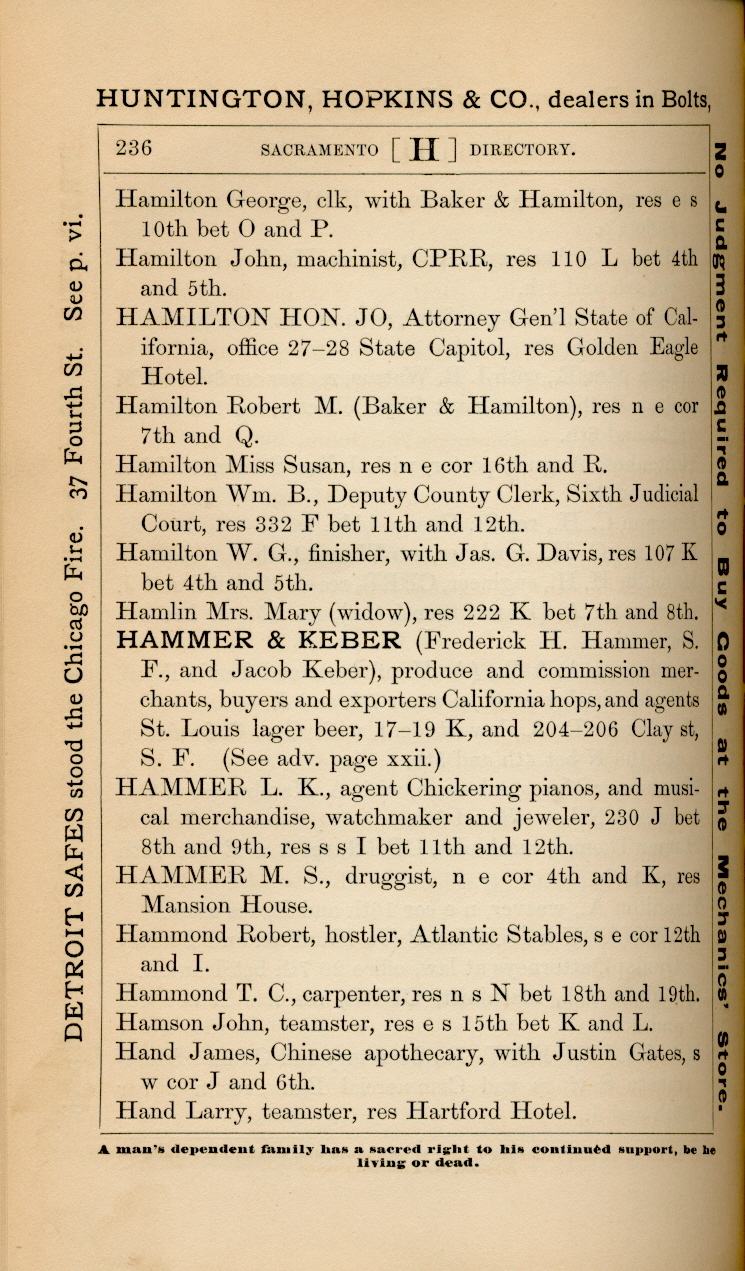 HUNTINGTON, HOPKINS & CO., dealers in Bolts,
236 SACRAMENTO [ H ] DIRECTORY.
Hamilton George, clk, with Baker & Hamilton, res e s
10th bet O and P.
Hamilton John, machinist, CPRR, res 110 L bet 4th
and 5th.
HAMILTON HON. JO, Attorney Gen'l State of Cal-
ifornia, office 27–28 State Capitol, res Golden Eagle
Hotel.
Hamilton Robert M. (Baker & Hamilton), res n e cor
7th and Q.
Hamilton Miss Susan, res n e cor 16th and R.
Hamilton Wm. B., Deputy County Clerk, Sixth Judicial
Court, res 332 F bet 11th and 12th.
Hamilton W. G., finisher, with Jas. G. Davis, res 107 K
bet 4th and 5th.
Hamlin Mrs. Mary (widow), res 222 K bet 7th and 8th.
HAMMER & KEBER (Frederick H. Hammer, S.
F., and Jacob Keber), produce and commission mer-
chants, buyers and exporters California hops, and agents
St. Louis lager beer, 17–19 K, and 204–206 Clay st,
S. F. (See adv. page xxii.)
HAMMER L. K., agent Chickering pianos, and musi-
cal merchandise, watchmaker and jeweler, 230 J bet
8th and 9th, res s s I bet 11th and 12th.
HAMMER M. S., druggist, n e cor 4th and K, res
Mansion House.
Hammond Robert, hostler, Atlantic Stables, s e cor 12th
and I.
Hammond T. C., carpenter, res n s N bet 18th and 19th.
Hamson John, teamster, res e s 15th bet K and L.
Hand James, Chinese apothecary, with Justin Gates, s
w cor J and 6th.
Hand Larry, teamster, res Hartford Hotel.
A man's dependent family has a sacred right to his continued support, be he
living or dead.
DETROIT SAFES stood the Chicago Fire. 37 Fourth St. See p. vi.
No Judgment Required to Buy Goods at the Mechanics' Store.